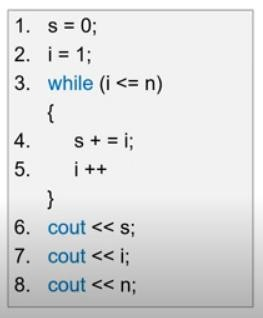 1. s = 0;
2. i = 1;
3. while (i <= n)
{
4. s + = i;
5. i ++
}
6. cout << s;
7. cout << i;
8. cout << n;